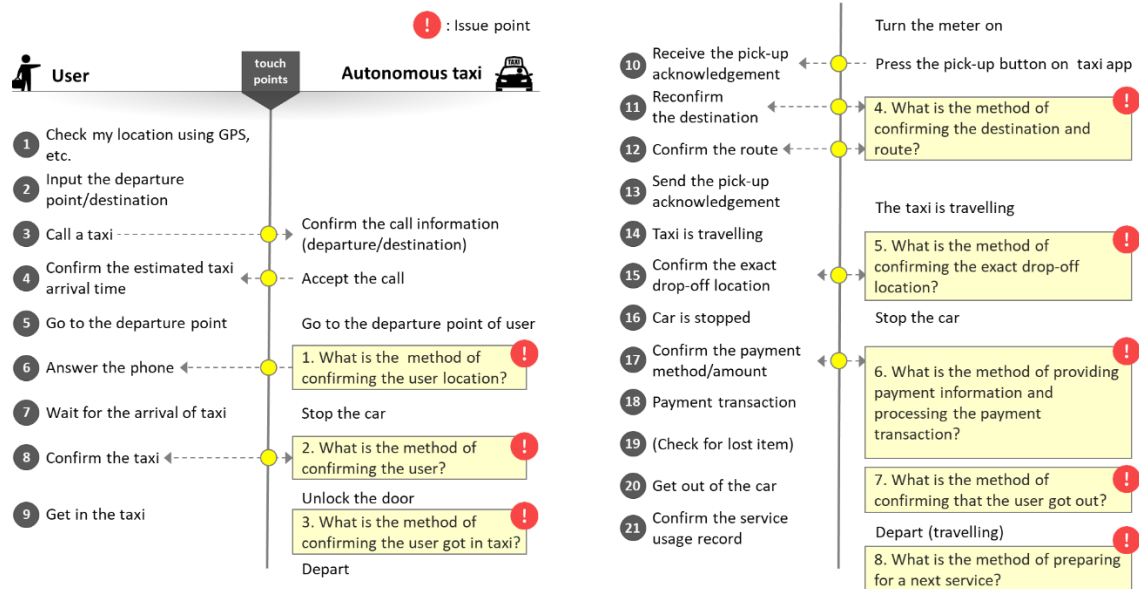 ! : Issue point
User
touch
points
Autonomous taxi
TAXI
1 Check my location using GPS,
etc.
2 Input the departure
point/destination
3 Call a taxi
Confirm the call information
(departure/destination)
4 Confirm the estimated taxi
arrival time
Accept the call
5 Go to the departure point
Go to the departure point of user
6 Answer the phone
1. What is the method of
confirming the user location?
!
7 Wait for the arrival of taxi
Stop the car
8 Confirm the taxi
2. What is the method of
confirming the user?
!
Unlock the door
9 Get in the taxi
3. What is the method of
confirming the user got in taxi?
!
Depart
Turn the meter on
10 Receive the pick-up
acknowledgement
Press the pick-up button on taxi app
11 Reconfirm
the destination
4. What is the method of
confirming the destination and
route?
!
12 Confirm the route
13 Send the pick-up
acknowledgement
The taxi is travelling
14 Taxi is travelling
5. What is the method of
confirming the exact drop-off
location?
!
15 Confirm the exact
drop-off location
16 Car is stopped
Stop the car
17 Confirm the payment
method/amount
6. What is the method of providing
payment information and
processing the payment
transaction?
!
18 Payment transaction
19 (Check for lost item)
20 Get out of the car
7. What is the method of
confirming that the user got out?
!
21 Confirm the service
usage record
Depart (travelling)
8. What is the method of preparing
for a next service?
!